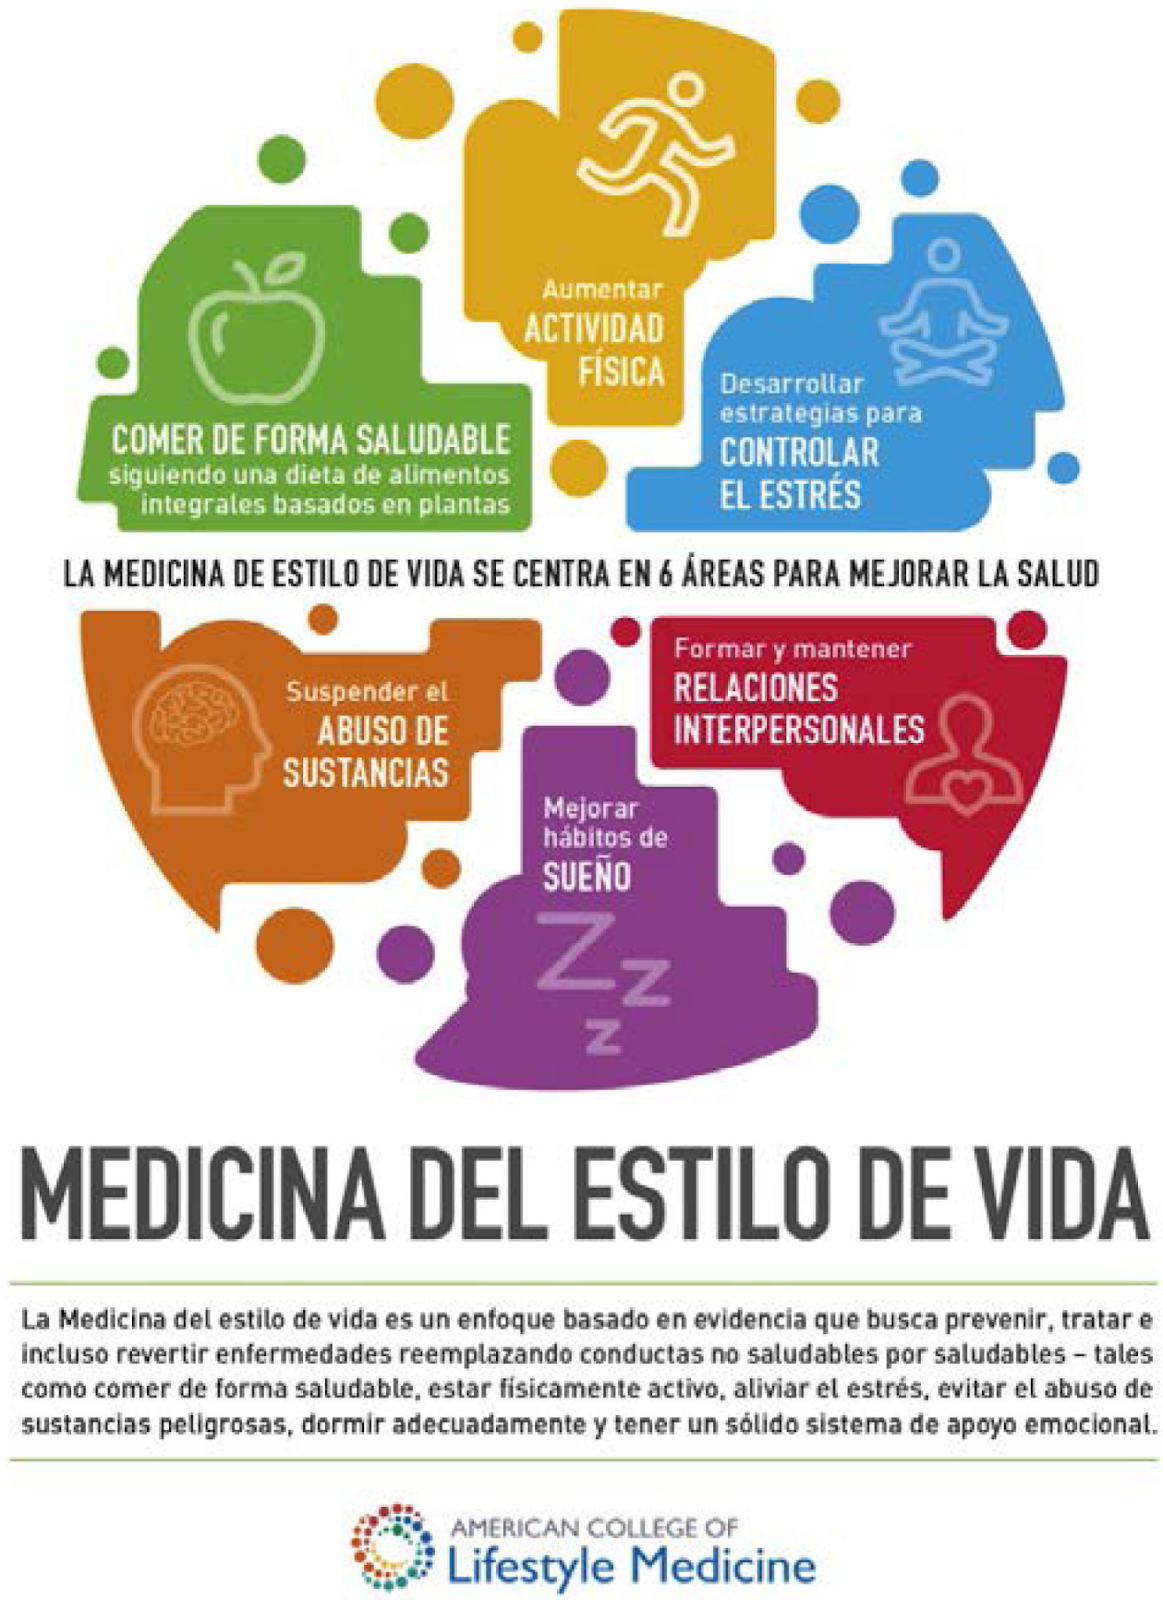 Aumentar
ACTIVIDAD
FÍSICA
COMER DE FORMA SALUDABLE
siguiendo una dieta de alimentos
integrales basados en plantas
Desarrollar
estrategias para
CONTROLAR
EL ESTRÉS
LA MEDICINA DE ESTILO DE VIDA SE CENTRA EN 6 ÁREAS PARA MEJORAR LA SALUD
Suspender el
ABUSO DE
SUSTANCIAS
Formar y mantener
RELACIONES
INTERPERSONALES
Mejorar
hábitos de
SUEÑO
Z
z
z
MEDICINA DEL ESTILO DE VIDA
La Medicina del estilo de vida es un enfoque basado en evidencia que busca prevenir, tratar e
incluso revertir enfermedades reemplazando conductas no saludables por saludables – tales
como comer de forma saludable, estar físicamente activo, aliviar el estrés, evitar el abuso de
sustancias peligrosas, dormir adecuadamente y tener un sólido sistema de apoyo emocional.
AMERICAN COLLEGE OF
Lifestyle Medicine